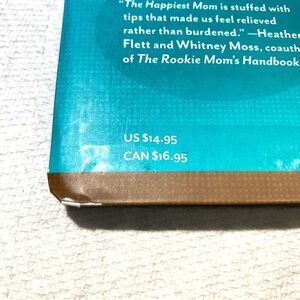 "The Happiest Mom is stuffed with
tips that made us feel relieved
rather than burdened." —Heather
Flett and Whitney Moss, coauth
of The Rookie Mom's Handbook
US $14.95
CAN $16.95